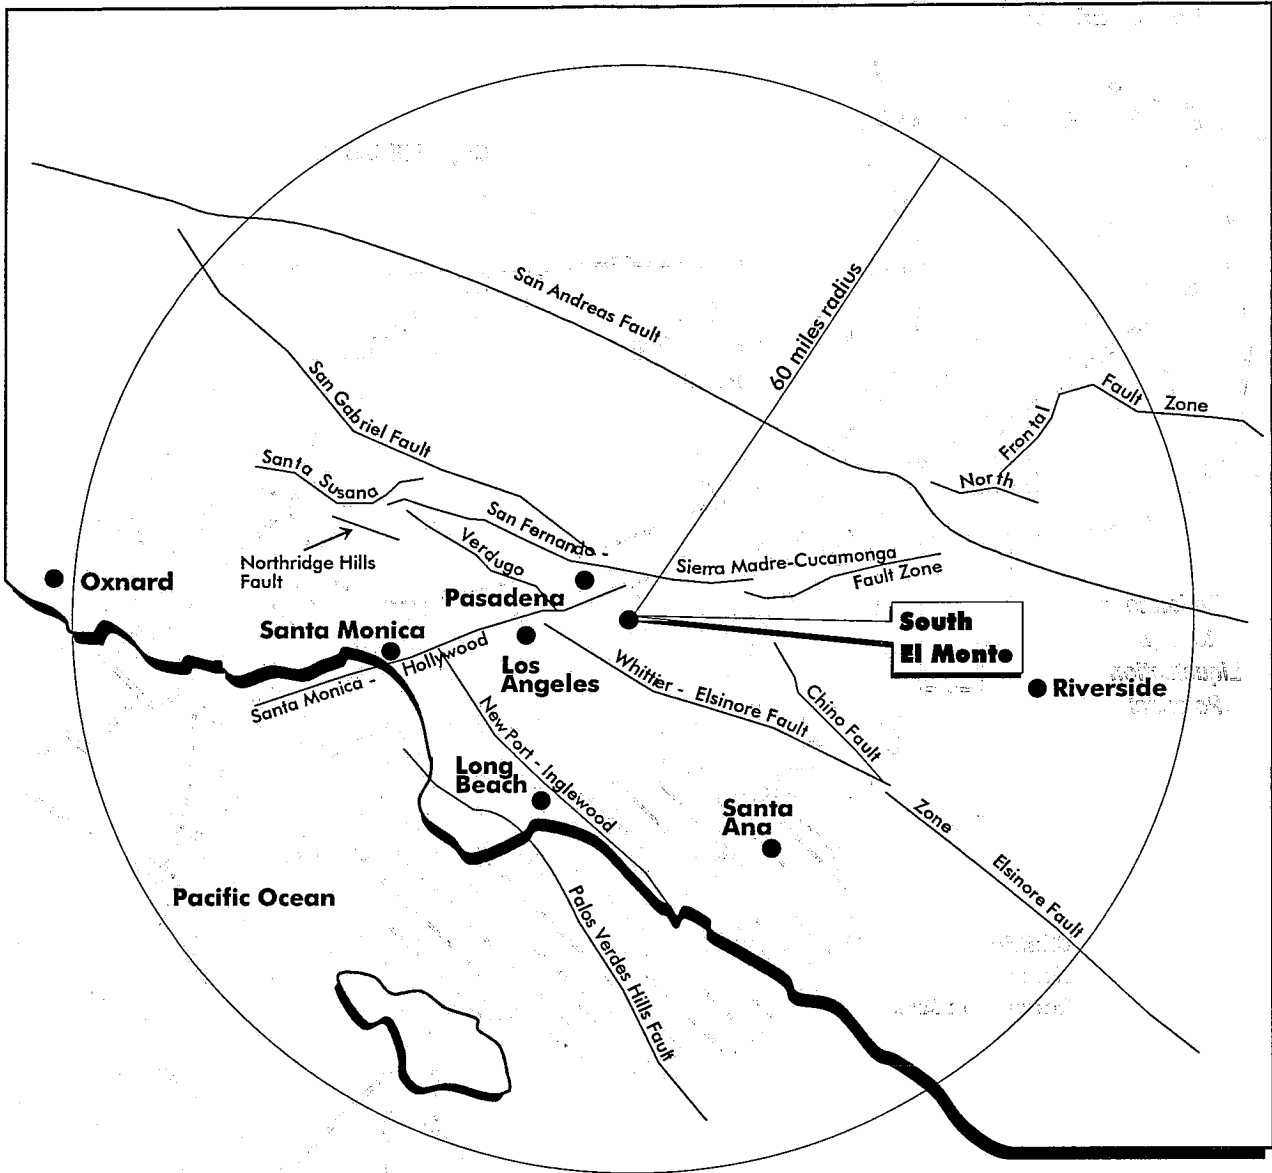 San Andreas Fault
60 miles radius
San Gabriel Fault
Fault Zone
Frontal
North
Santa Susana
San Fernando -
Verdugo
Sierra Madre-Cucamonga
Fault Zone
Northridge Hills
Fault
Oxnard
Pasadena
Santa Monica
South
El Monte
Los
Angeles
Santa Monica - Hollywood
Whittier - Elsinore Fault
Zone
Chino Fault
Riverside
NewPort - Inglewood
Long
Beach
Santa
Ana
Elsinore Fault
Pacific Ocean
Palos Verdes Hills Fault